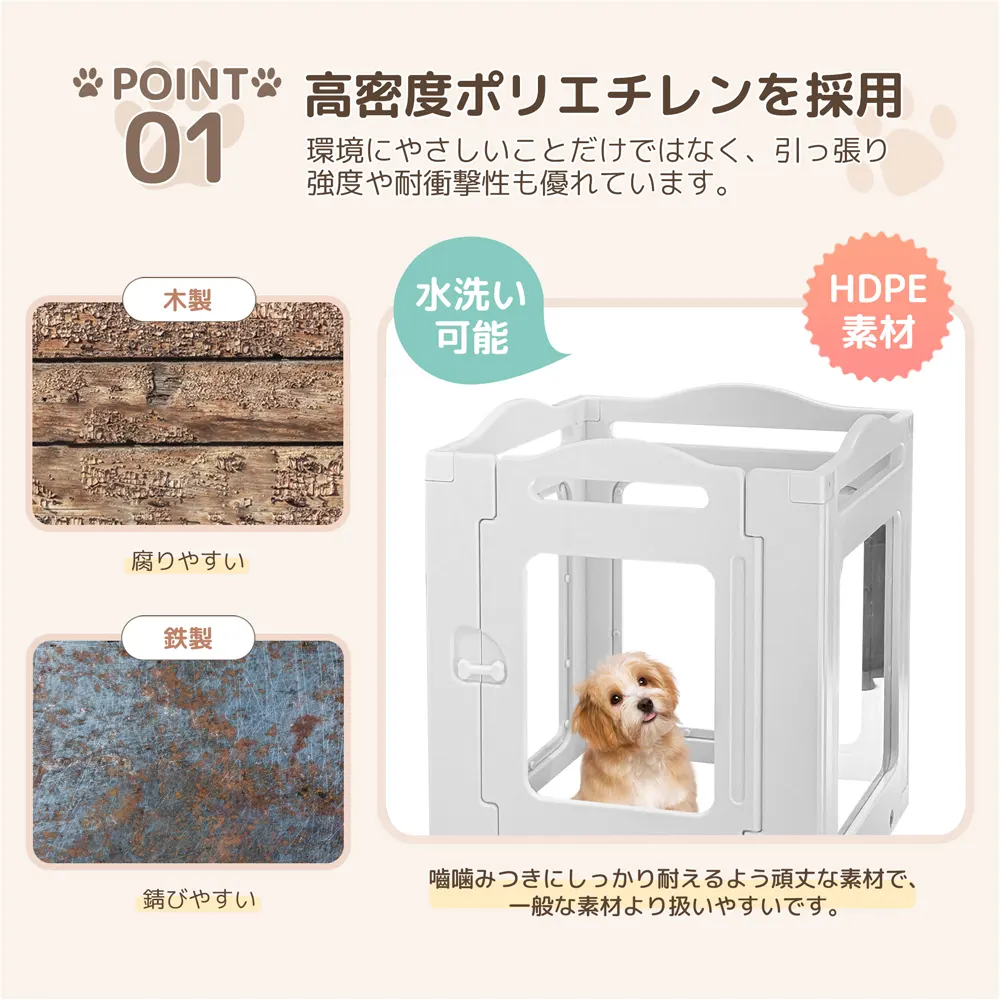 POINT
01
高密度ポリエチレンを採用
環境にやさしいことだけではなく、引っ張り
強度や耐衝撃性も優れています。
木製
腐りやすい
鉄製
錆びやすい
水洗い
可能
HDPE
素材
嚙噛みつきにしっかり耐えるよう頑丈な素材で、
一般な素材より扱いやすいです。